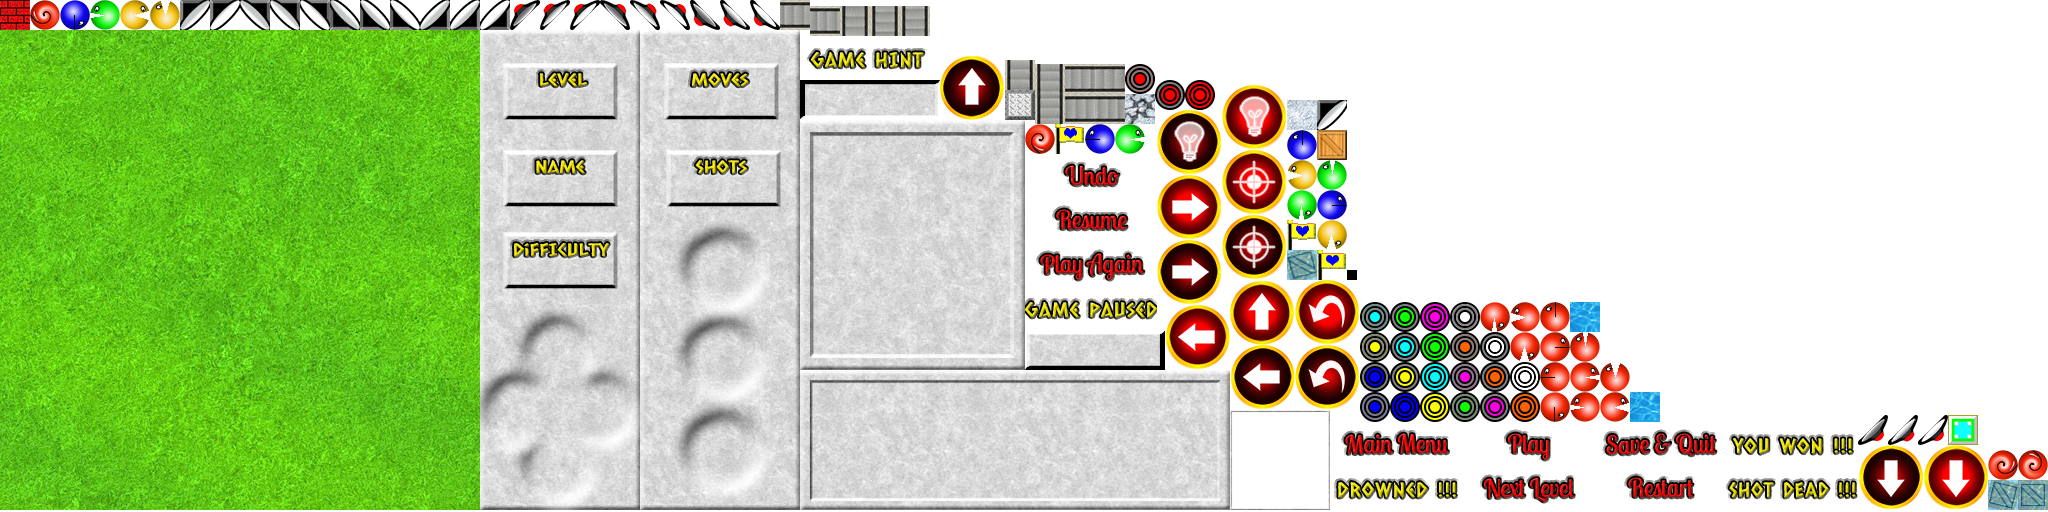 GAME HINT
LEVEL
MOVES
NAME
SHOTS
DiFFiCULTY
Undo
Resume
Play Again
GAME PAUSED
Main Menu
Play
Save & Quit
YOU WON !!!
DROWNED !!!
Next Level
Restart
SHOT DEAD !!!